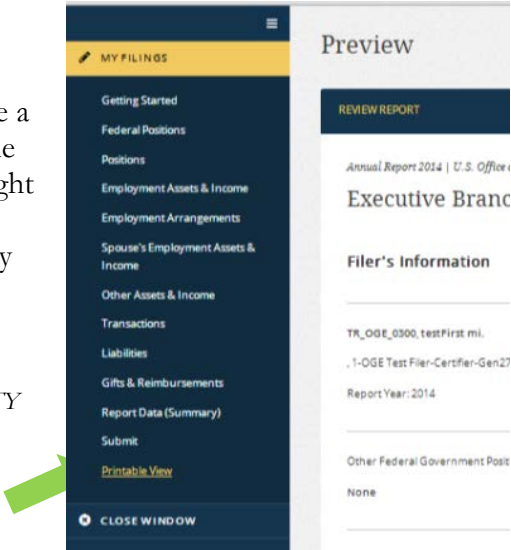 e a
e
ght
y
TY
MY FILINGS
Getting Started
Federal Positions
Positions
Employment Assets & Income
Employment Arrangements
Spouse's Employment Assets &
Income
Other Assets & Income
Transactions
Liabilities
Gifts & Reimbursements
Report Data (Summary)
Submit
Printable View
CLOSE WINDOW
Preview
REVIEW REPORT
Annual Report 2014 | U.S. Office
Executive Branc
Filer's Information
TR_OGE_0300, testFirst mi.
, 1-OGE Test Filer-Certifier-Gen27
Report Year: 2014
Other Federal Government Posit
None